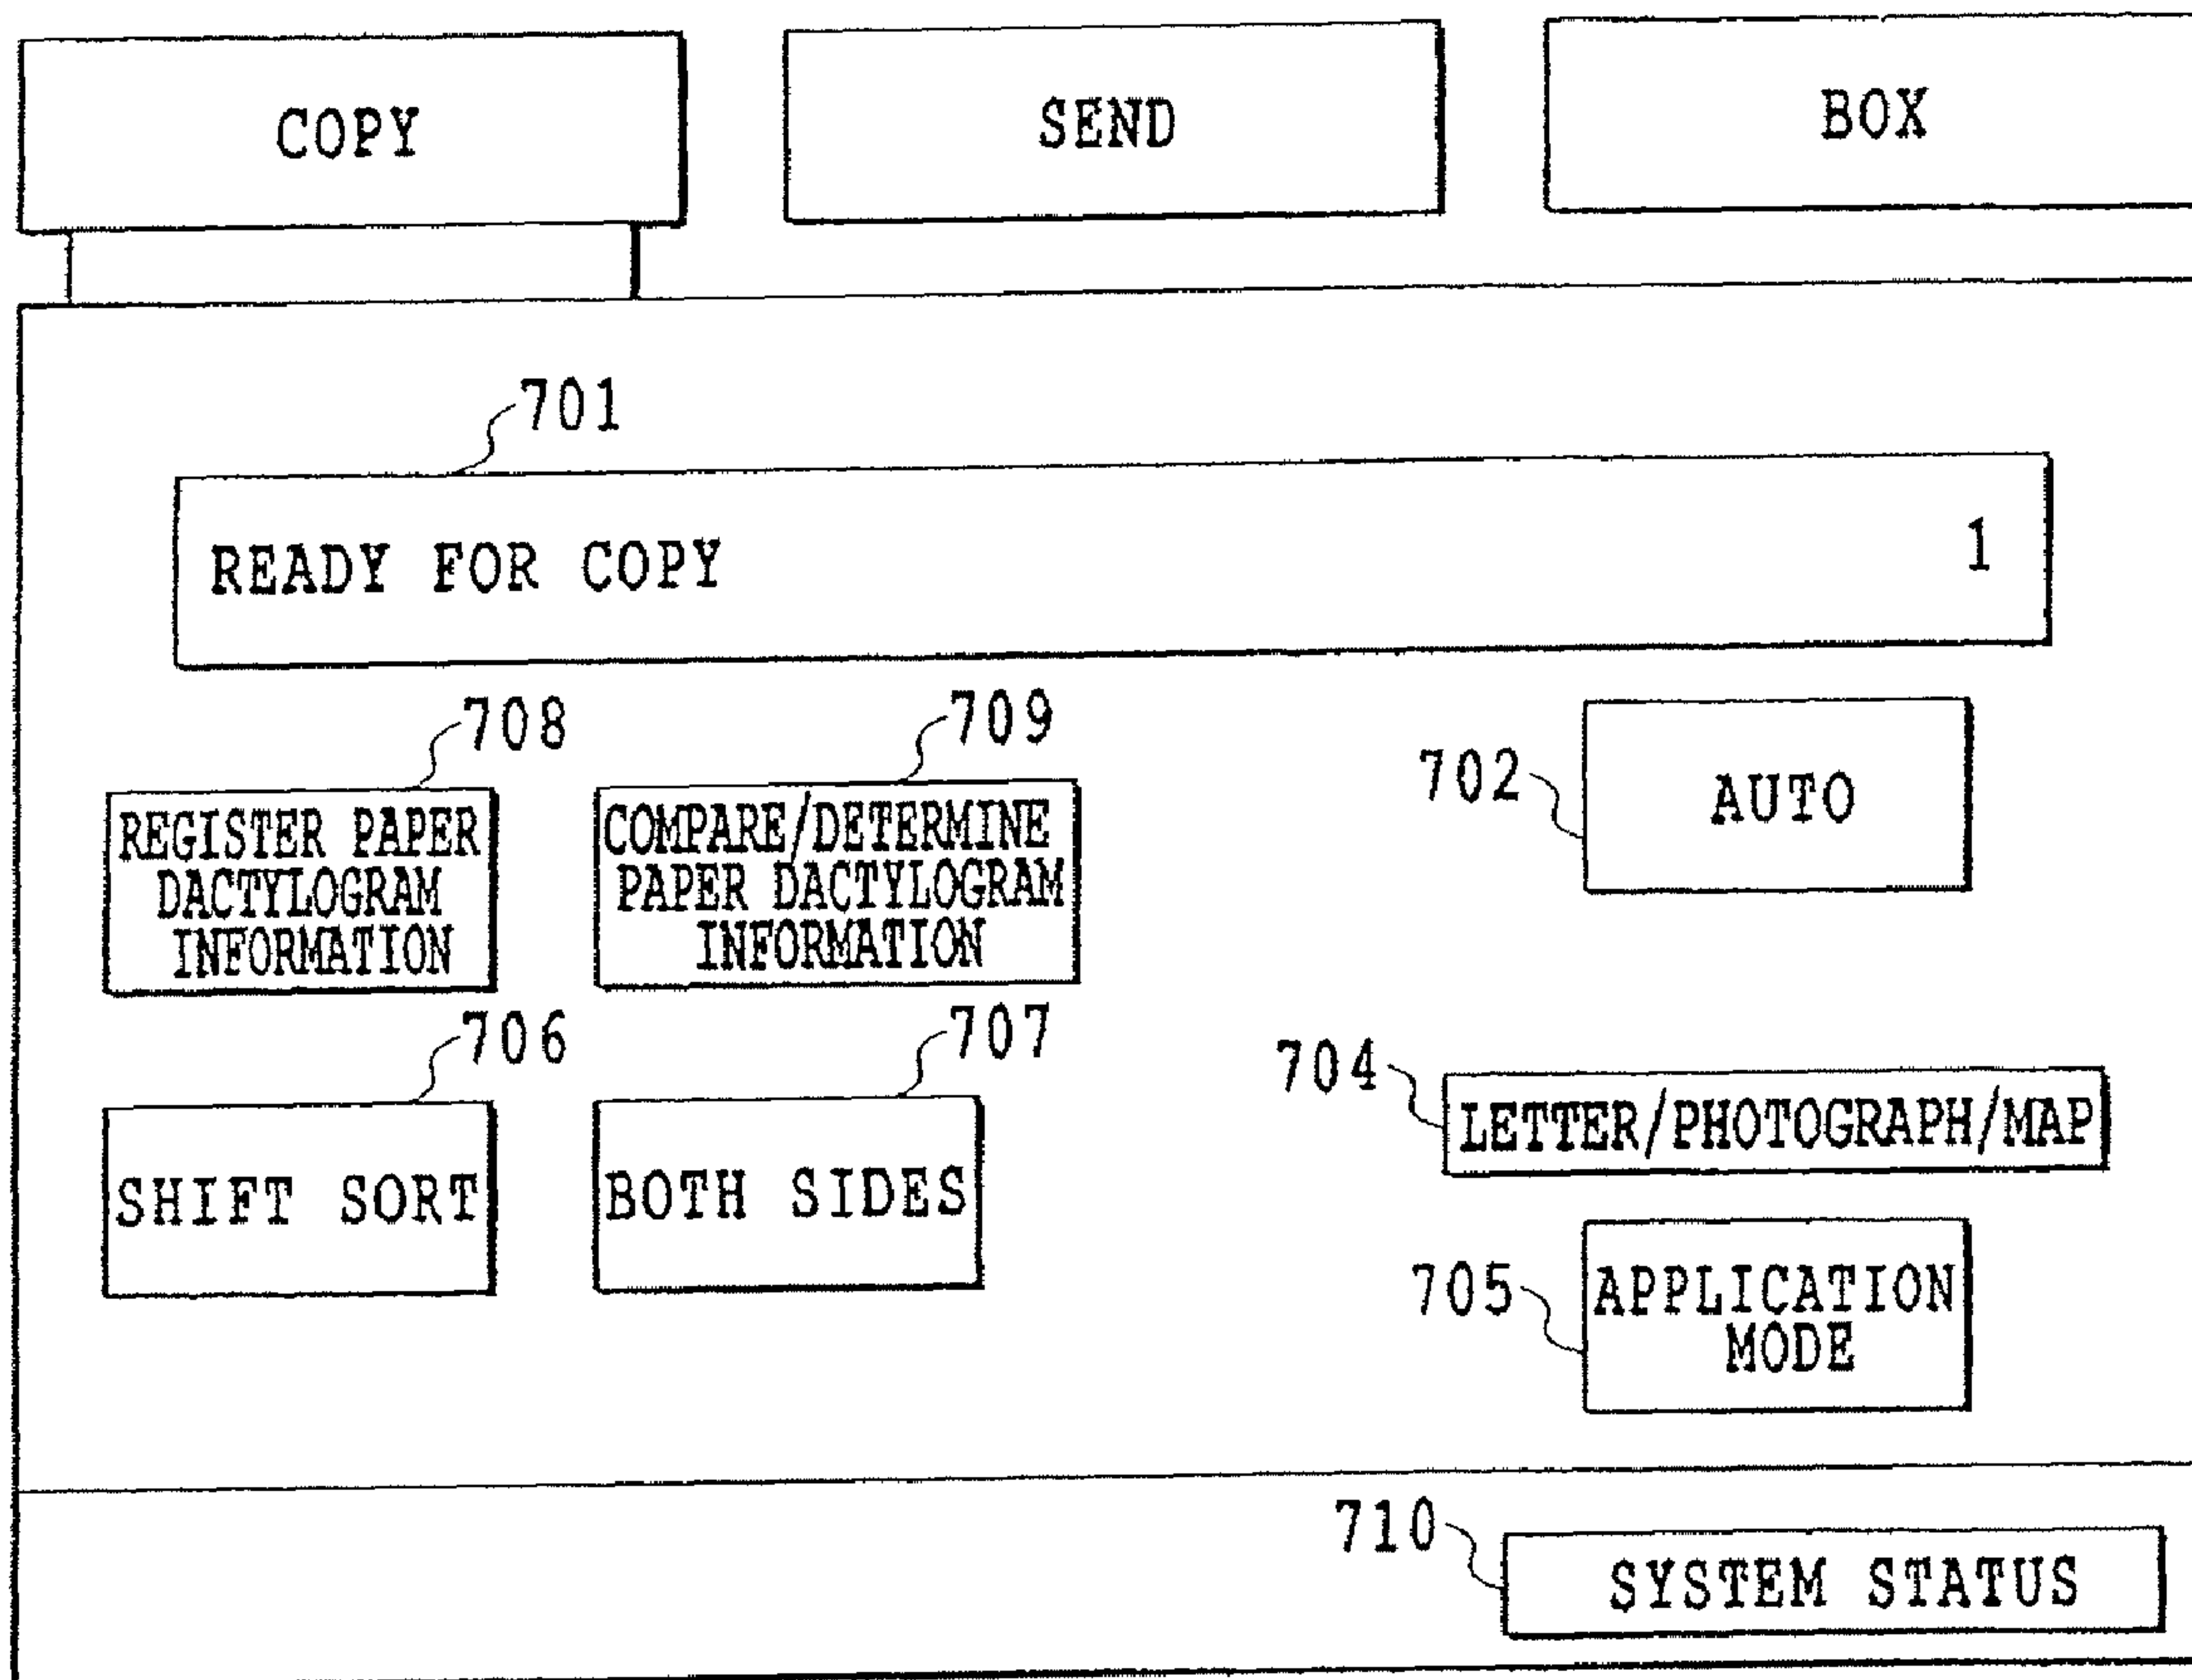 COPY
SEND
BOX
701
READY FOR COPY 1
708
709
702
AUTO
REGISTER PAPER
DACTYLOGRAM
INFORMATION
COMPARE/DETERMINE
PAPER DACTYLOGRAM
INFORMATION
706
707
704
LETTER/PHOTOGRAPH/MAP
SHIFT SORT
BOTH SIDES
705
APPLICATION
MODE
710
SYSTEM STATUS